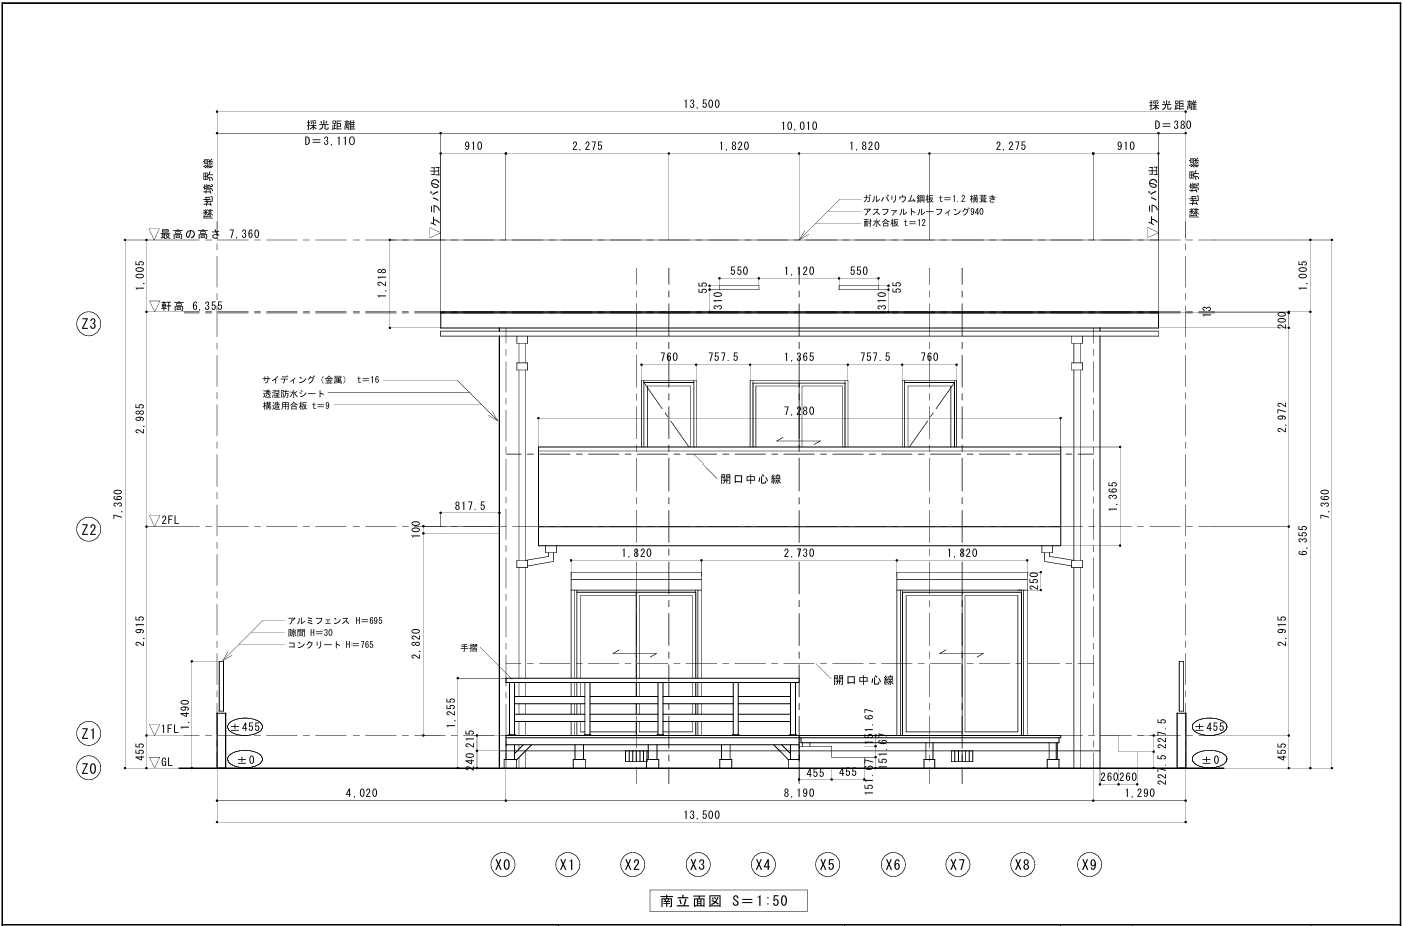 13,500
採光距離
採光距離
D=3,110
10,010
D=380
910
2,275
1,820
1,820
2,275
910
隣地境界線
ケラバの出
ケラバの出
隣地境界線
ガルバリウム鋼板 t=1.2 横葺き
アスファルトルーフィング940
耐水合板 t=12
▽最高の高さ 7,360
1,005
1,218
550
1,120
550
55
310
310
55
1,005
▽軒高 6,355
Z3
13
200
サイディング（金属） t=16
透湿防水シート
構造用合板 t=9
760
757.5
1,365
757.5
760
7,280
2,985
2,972
開口中心線
1,365
7,360
7,360
817.5
▽2FL
Z2
100
6,355
1,820
2,730
1,820
250
アルミフェンス H=695
隙間 H=30
コンクリート H=765
2,915
2,820
2,915
手摺
開口中心線
1,490
1,255
±455
±455
▽1FL
Z1
455
240
215
151.67
151.67
151.67
227.5
227.5
455
▽GL
Z0
±0
±0
455
455
260
260
4,020
8,190
1,290
13,500
X0
X1
X2
X3
X4
X5
X6
X7
X8
X9
南立面図 S=1:50